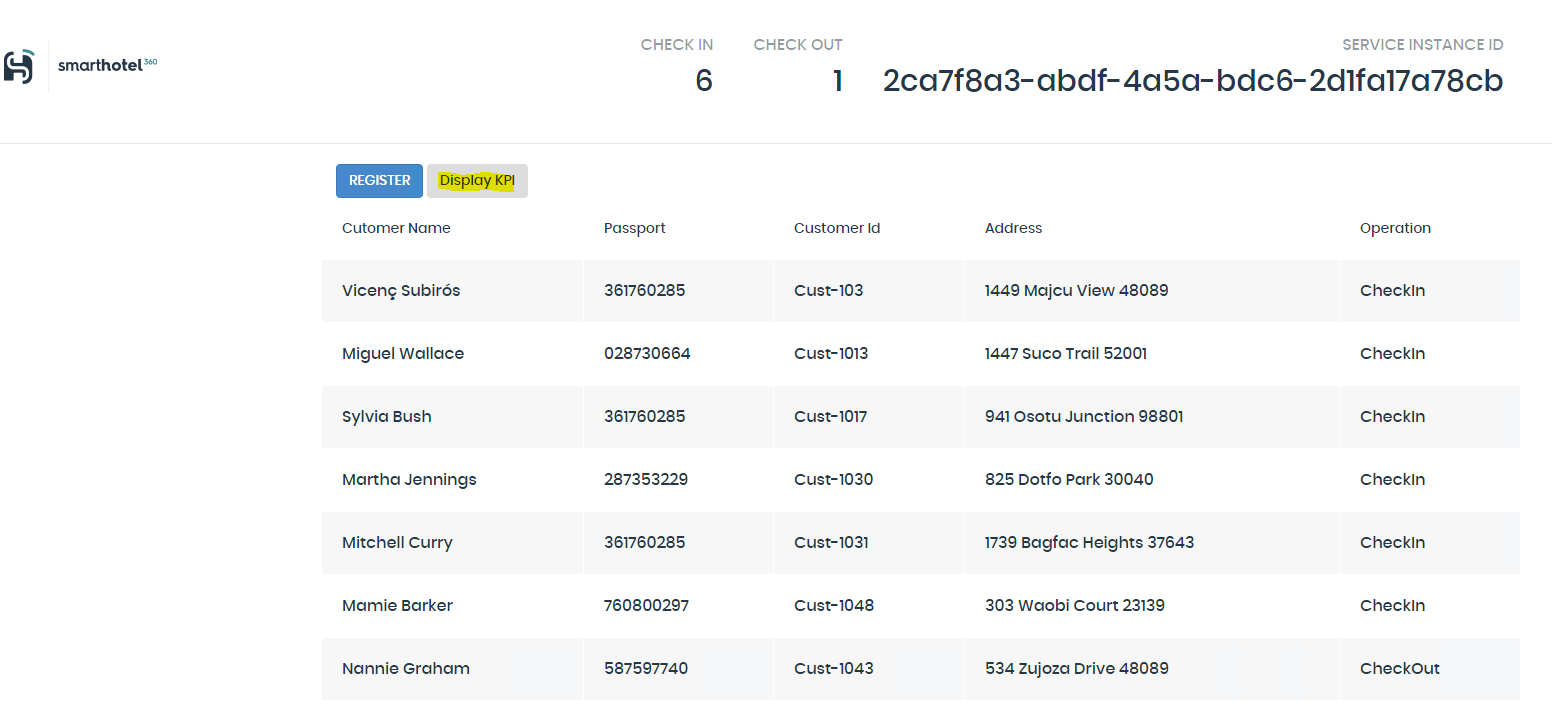 smarthotel360
CHECK IN CHECK OUT SERVICE INSTANCE ID
6 1 2ca7f8a3-abdf-4a5a-bdc6-2d1fa17a78cb
REGISTER Display KPI
Cutomer Name Passport Customer Id Address Operation
Vicenç Subirós 361760285 Cust-103 1449 Majcu View 48089 CheckIn
Miguel Wallace 028730664 Cust-1013 1447 Suco Trail 52001 CheckIn
Sylvia Bush 361760285 Cust-1017 941 Osotu Junction 98801 CheckIn
Martha Jennings 287353229 Cust-1030 825 Dotfo Park 30040 CheckIn
Mitchell Curry 361760285 Cust-1031 1739 Bagfac Heights 37643 CheckIn
Mamie Barker 760800297 Cust-1048 303 Waobi Court 23139 CheckIn
Nannie Graham 587597740 Cust-1043 534 Zujoza Drive 48089 CheckOut